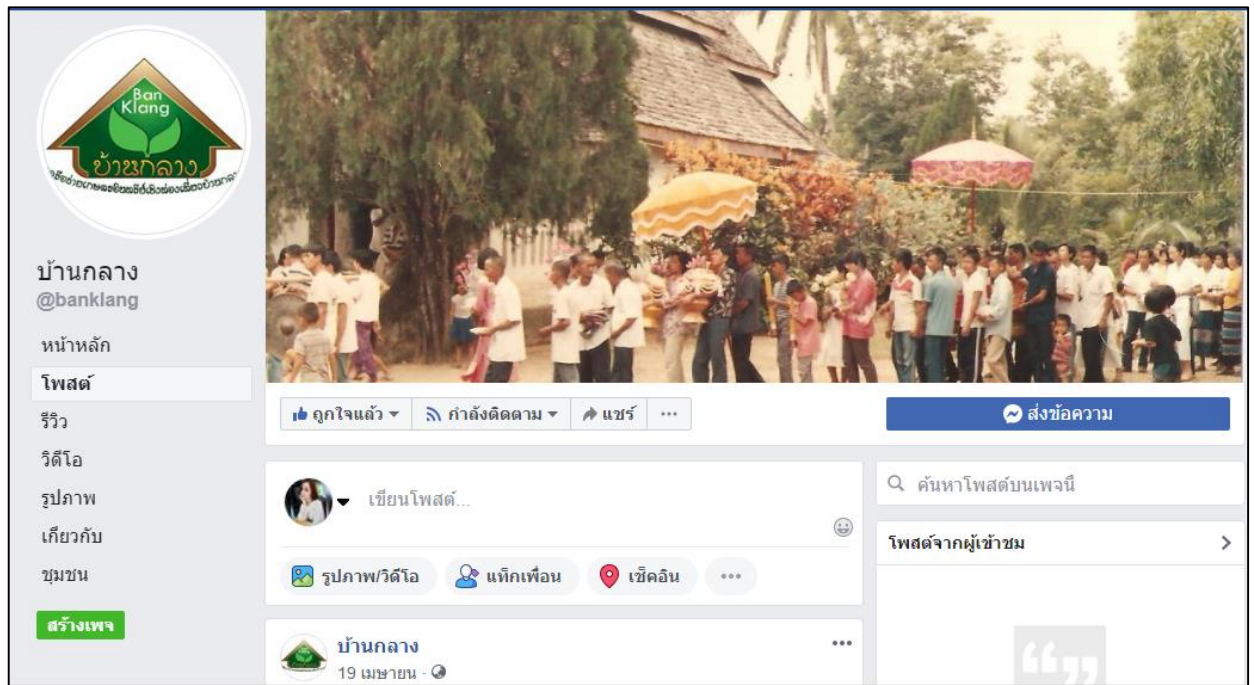 Ban
Klang
บ้านกลาง
บ้านกลาง
@banklang
หน้าหลัก
โพสต์
รีวิว
วิดีโอ
รูปภาพ
เกี่ยวกับ
ชุมชน
สร้างเพจ
ถูกใจแล้ว
กำลังติดตาม
แชร์
ส่งข้อความ
เขียนโพสต์...
รูปภาพ/วิดีโอ
แท็กเพื่อน
เช็คอิน
บ้านกลาง
19 เมษายน ·
ค้นหาโพสต์บนเพจนี้
โพสต์จากผู้เข้าชม